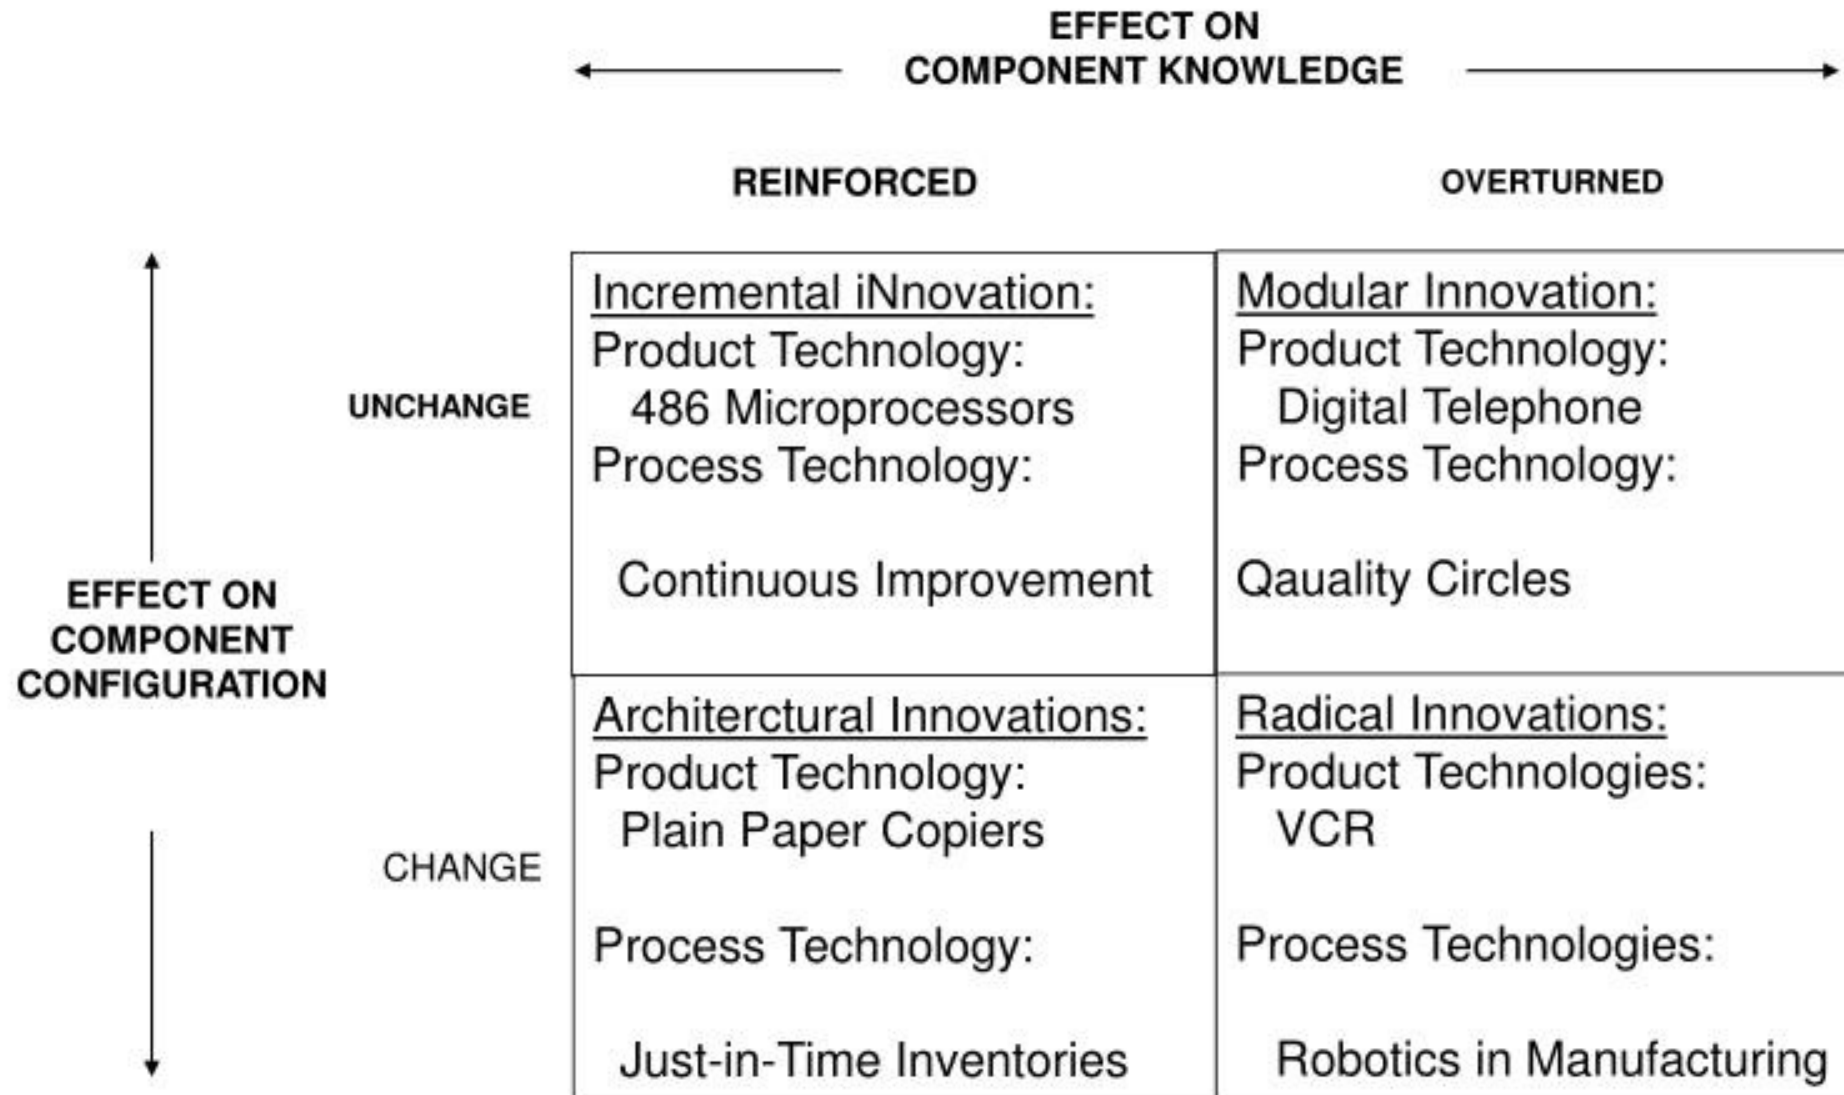 EFFECT ON
COMPONENT KNOWLEDGE
REINFORCED
OVERTURNED
UNCHANGE
Incremental iNnovation:
Product Technology:
486 Microprocessors
Process Technology:
Continuous Improvement
Modular Innovation:
Product Technology:
Digital Telephone
Process Technology:
Qauality Circles
EFFECT ON
COMPONENT
CONFIGURATION
CHANGE
Architerctural Innovations:
Product Technology:
Plain Paper Copiers
Process Technology:
Just-in-Time Inventories
Radical Innovations:
Product Technologies:
VCR
Process Technologies:
Robotics in Manufacturing